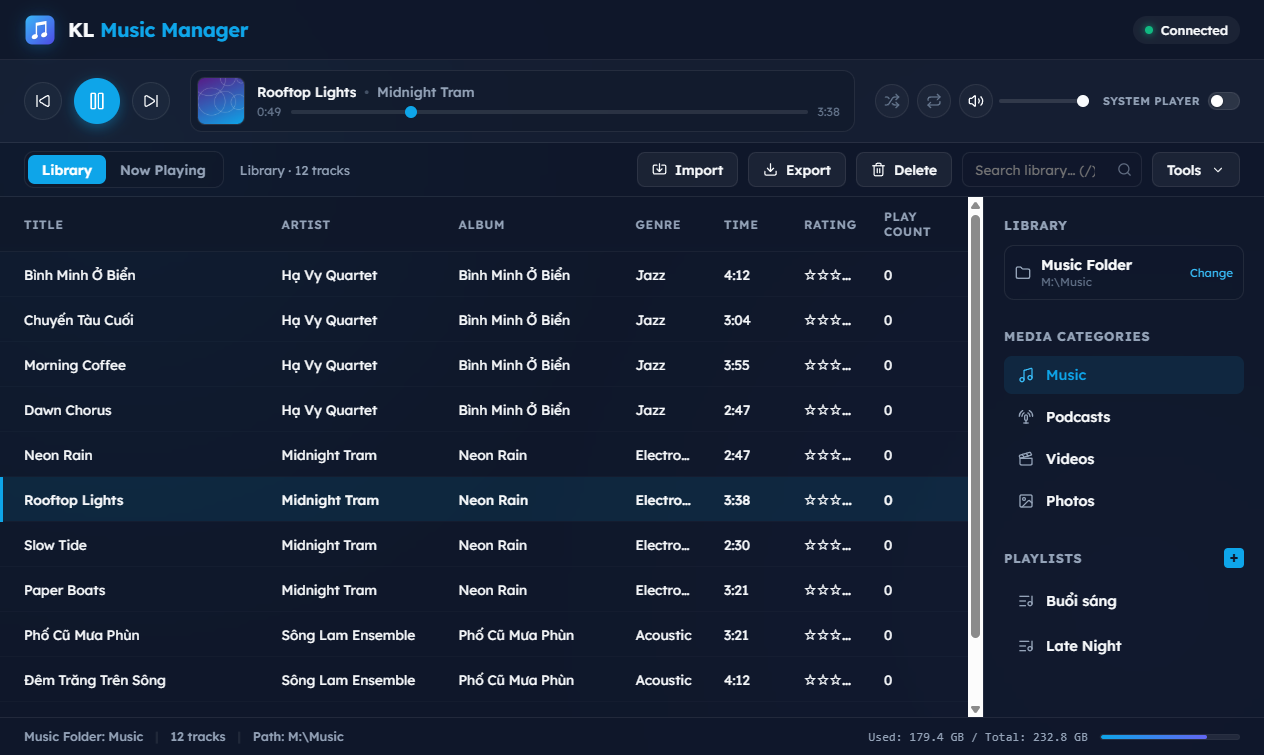 KL Music Manager
Connected
Rooftop Lights • Midnight Tram
0:49 3:38
SYSTEM PLAYER
Library Now Playing Library · 12 tracks Import Export Delete Search library... (/) Tools
TITLE ARTIST ALBUM GENRE TIME RATING PLAY COUNT
Bình Minh Ở Biển Hạ Vy Quartet Bình Minh Ở Biển Jazz 4:12 ☆☆☆... 0
Chuyến Tàu Cuối Hạ Vy Quartet Bình Minh Ở Biển Jazz 3:04 ☆☆☆... 0
Morning Coffee Hạ Vy Quartet Bình Minh Ở Biển Jazz 3:55 ☆☆☆... 0
Dawn Chorus Hạ Vy Quartet Bình Minh Ở Biển Jazz 2:47 ☆☆☆... 0
Neon Rain Midnight Tram Neon Rain Electro... 2:47 ☆☆☆... 0
Rooftop Lights Midnight Tram Neon Rain Electro... 3:38 ☆☆☆... 0
Slow Tide Midnight Tram Neon Rain Electro... 2:30 ☆☆☆... 0
Paper Boats Midnight Tram Neon Rain Electro... 3:21 ☆☆☆... 0
Phố Cũ Mưa Phùn Sông Lam Ensemble Phố Cũ Mưa Phùn Acoustic 3:21 ☆☆☆... 0
Đêm Trăng Trên Sông Sông Lam Ensemble Phố Cũ Mưa Phùn Acoustic 4:12 ☆☆☆... 0
LIBRARY
Music Folder
M:\Music
Change
MEDIA CATEGORIES
Music
Podcasts
Videos
Photos
PLAYLISTS +
Buổi sáng
Late Night
Music Folder: Music | 12 tracks | Path: M:\Music
Used: 179.4 GB / Total: 232.8 GB